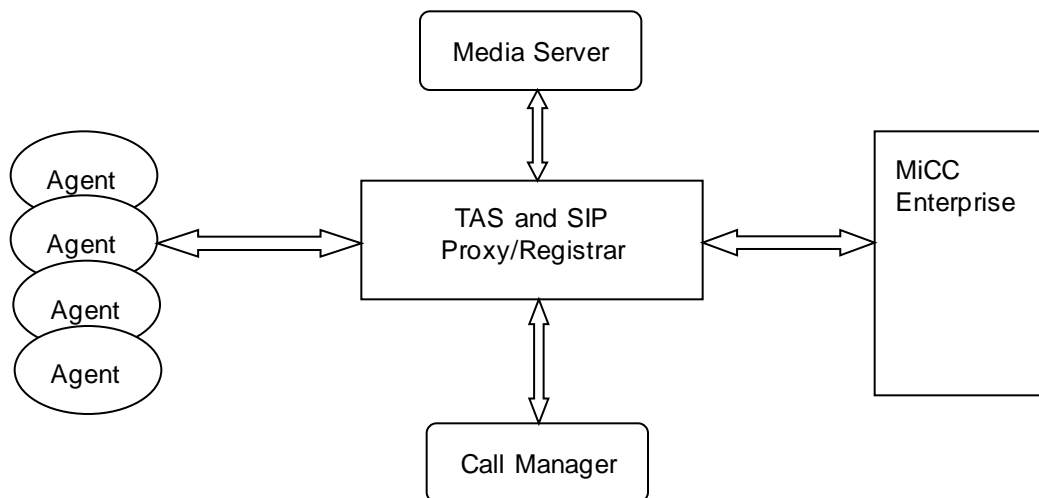 Media Server
Agent
Agent
Agent
Agent
TAS and SIP
Proxy/Registrar
MiCC
Enterprise
Call Manager